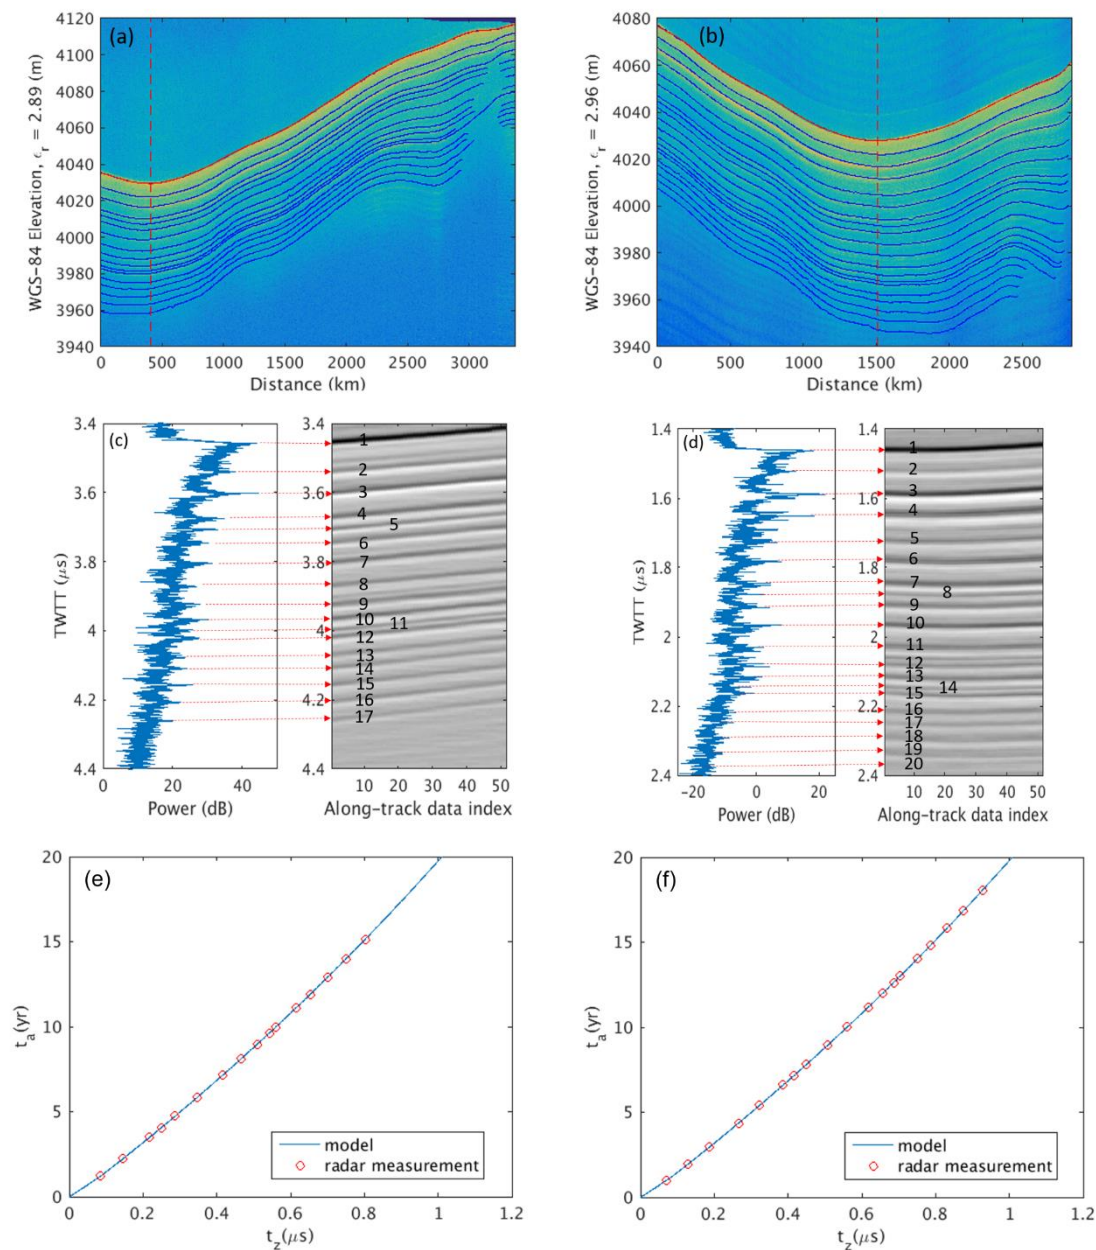 (a)
4120
4100
4080
4060
4040
4020
4000
3980
3960
3940
WGS-84 Elevation, ϵr = 2.89 (m)
0 500 1000 1500 2000 2500 3000
Distance (km)
(b)
4080
4060
4040
4020
4000
3980
3960
3940
WGS-84 Elevation, ϵr = 2.96 (m)
0 500 1000 1500 2000 2500
Distance (km)
(c)
3.4
3.6
3.8
4
4.2
4.4
TWTT (μs)
0 20 40
Power (dB)
3.4
3.6
3.8
4
4.2
4.4
1
2
3
4
5
6
7
8
9
10
11
12
13
14
15
16
17
10 20 30 40 50
Along-track data index
(d)
1.4
1.6
1.8
2
2.2
2.4
TWTT (μs)
−20 0 20
Power (dB)
1.4
1.6
1.8
2
2.2
2.4
1
2
3
4
5
6
7
8
9
10
11
12
13
14
15
16
17
18
19
20
10 20 30 40 50
Along-track data index
(e)
20
15
10
5
0
ta(yr)
model
radar measurement
0 0.2 0.4 0.6 0.8 1 1.2
tz(μs)
(f)
20
15
10
5
0
ta(yr)
model
radar measurement
0 0.2 0.4 0.6 0.8 1 1.2
tz(μs)